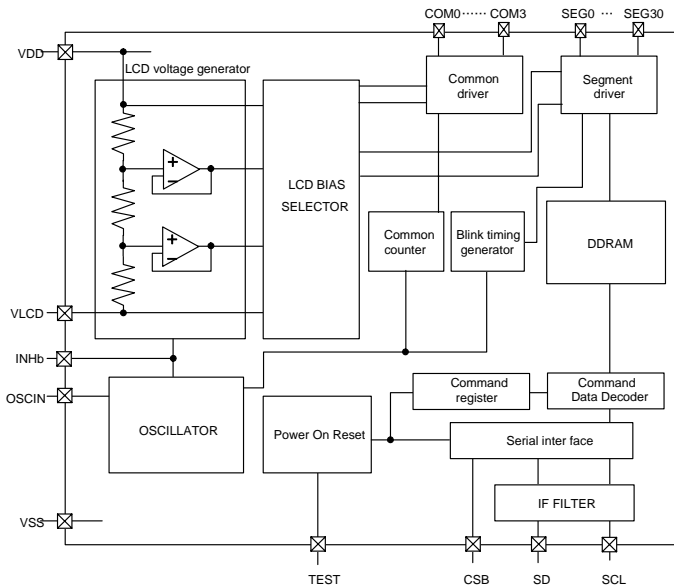 COM0 ······ COM3 SEG0 ··· SEG30
VDD
LCD voltage generator
Common
driver
Segment
driver
+
−
LCD BIAS
SELECTOR
Common
counter
Blink timing
generator
DDRAM
+
−
VLCD
INHb
OSCIN
OSCILLATOR
Command
register
Command
Data Decoder
Power On Reset
Serial inter face
IF FILTER
VSS
TEST CSB SD SCL